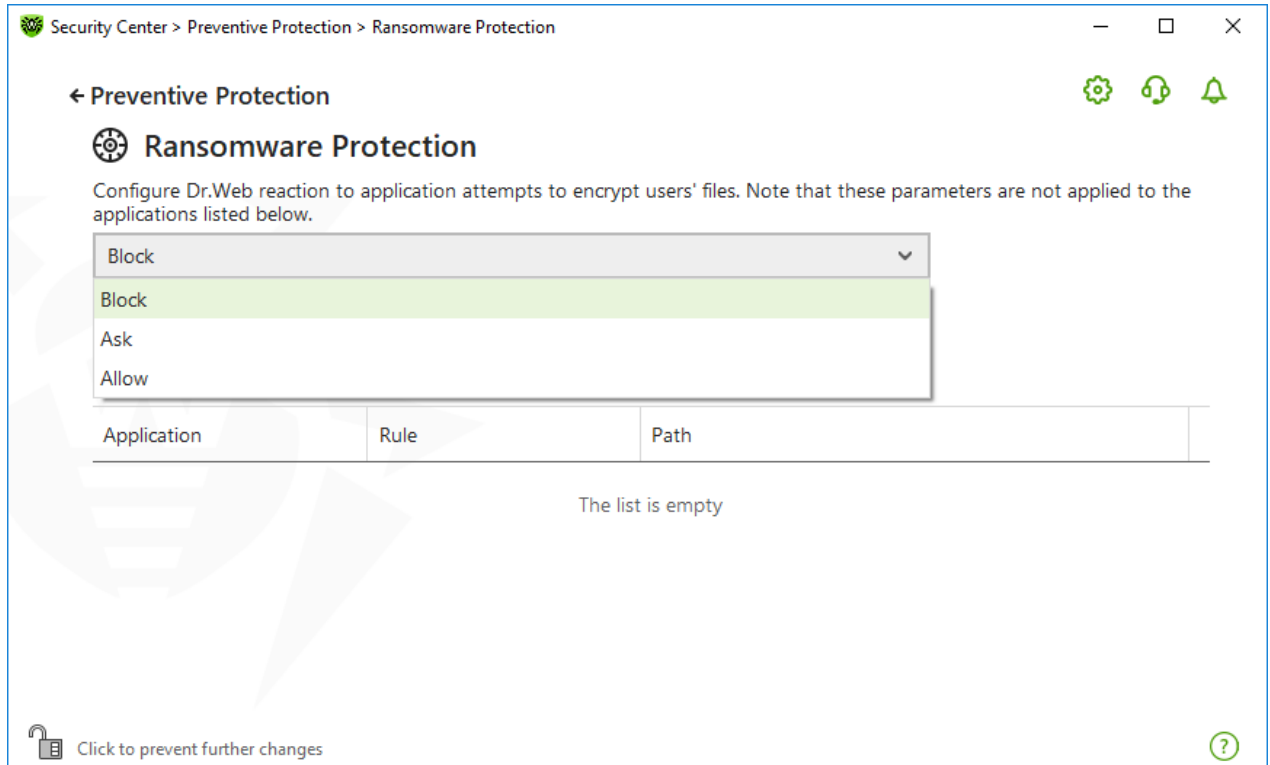 Security Center > Preventive Protection > Ransomware Protection
Preventive Protection
Ransomware Protection
Configure Dr.Web reaction to application attempts to encrypt users' files. Note that these parameters are not applied to the
applications listed below.
Block
Block
Ask
Allow
Application Rule Path
The list is empty
Click to prevent further changes
?